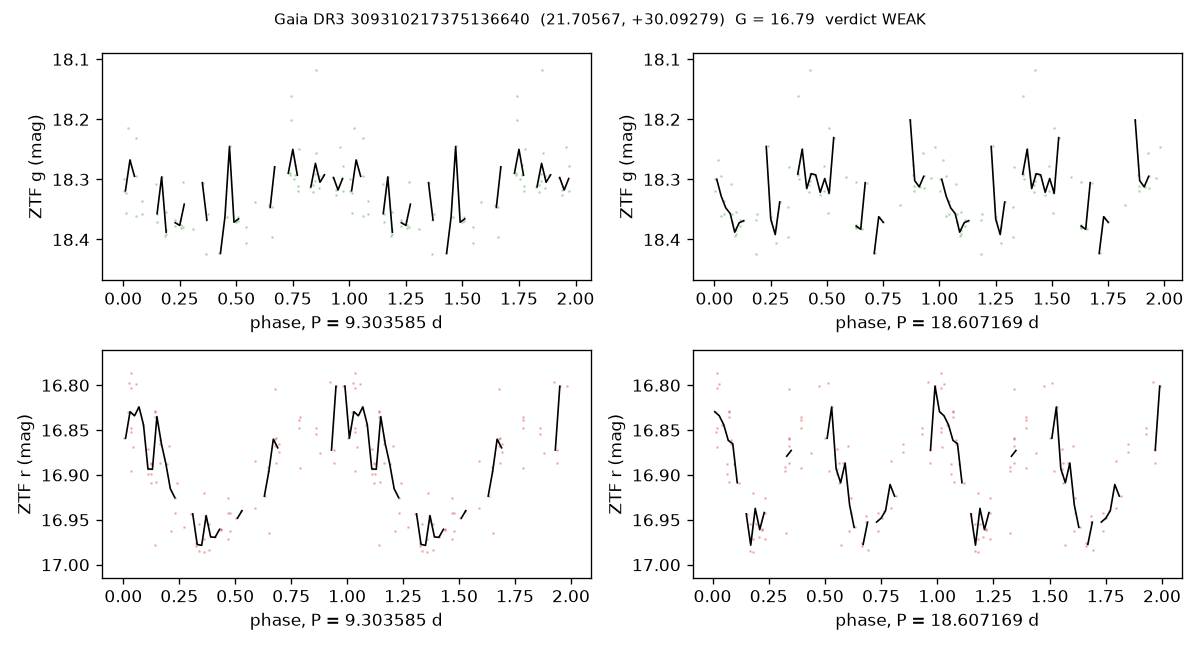 Gaia DR3 309310217375136640 (21.70567, +30.09279) G = 16.79 verdict WEAK
18.1
18.2
18.3
18.4
ZTF g (mag)
0.00 0.25 0.50 0.75 1.00 1.25 1.50 1.75 2.00
phase, P = 9.303585 d
18.1
18.2
18.3
18.4
ZTF g (mag)
0.00 0.25 0.50 0.75 1.00 1.25 1.50 1.75 2.00
phase, P = 18.607169 d
16.80
16.85
16.90
16.95
17.00
ZTF r (mag)
0.00 0.25 0.50 0.75 1.00 1.25 1.50 1.75 2.00
phase, P = 9.303585 d
16.80
16.85
16.90
16.95
17.00
ZTF r (mag)
0.00 0.25 0.50 0.75 1.00 1.25 1.50 1.75 2.00
phase, P = 18.607169 d